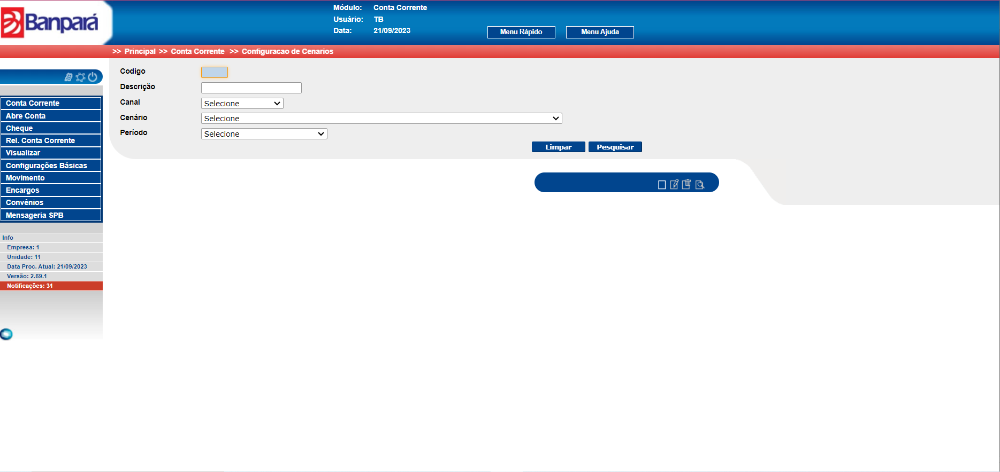 Banpará
Módulo: Conta Corrente
Usuário: TB
Data: 21/09/2023
Menu Rápido
Menu Ajuda
>> Principal >> Conta Corrente >> Configuracao de Cenarios
Conta Corrente
Abre Conta
Cheque
Rel. Conta Corrente
Visualizar
Configurações Básicas
Movimento
Encargos
Convênios
Mensageria SPB
Info
Empresa: 1
Unidade: 11
Data Proc. Atual: 21/09/2023
Versão: 2.69.1
Notificações: 31
Codigo
Descrição
Canal Selecione
Cenário Selecione
Período Selecione
Limpar Pesquisar